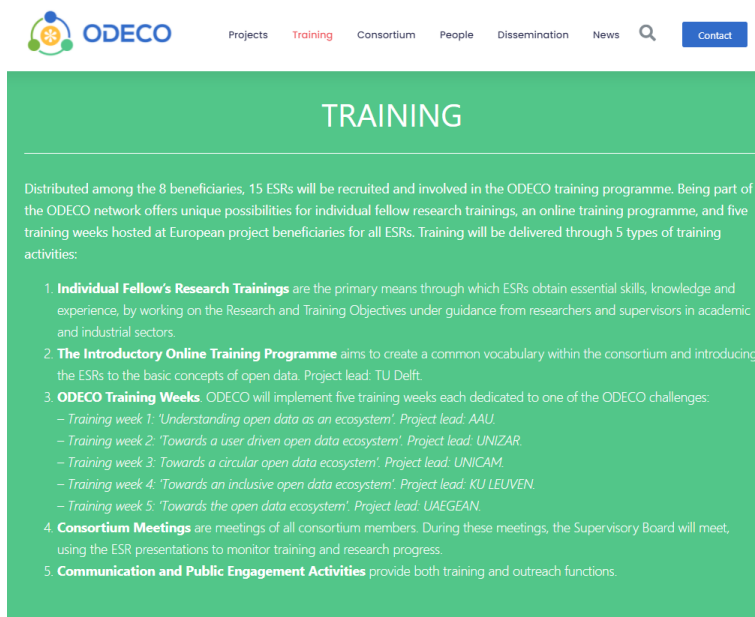 ODECO
Projects Training Consortium People Dissemination News Contact
TRAINING
Distributed among the 8 beneficiaries, 15 ESRs will be recruited and involved in the ODECO training programme. Being part of
the ODECO network offers unique possibilities for individual fellow research trainings, an online training programme, and five
training weeks hosted at European project beneficiaries for all ESRs. Training will be delivered through 5 types of training
activities:
1. Individual Fellow's Research Trainings are the primary means through which ESRs obtain essential skills, knowledge and
experience, by working on the Research and Training Objectives under guidance from researchers and supervisors in academic
and industrial sectors.
2. The Introductory Online Training Programme aims to create a common vocabulary within the consortium and introducing
the ESRs to the basic concepts of open data. Project lead: TU Delft.
3. ODECO Training Weeks. ODECO will implement five training weeks each dedicated to one of the ODECO challenges:
– Training week 1: 'Understanding open data as an ecosystem'. Project lead: AAU.
– Training week 2: 'Towards a user driven open data ecosystem'. Project lead: UNIZAR.
– Training week 3: Towards a circular open data ecosystem'. Project lead: UNICAM.
– Training week 4: 'Towards an inclusive open data ecosystem'. Project lead: KU LEUVEN.
– Training week 5: 'Towards the open data ecosystem'. Project lead: UAEGEAN.
4. Consortium Meetings are meetings of all consortium members. During these meetings, the Supervisory Board will meet,
using the ESR presentations to monitor training and research progress.
5. Communication and Public Engagement Activities provide both training and outreach functions.